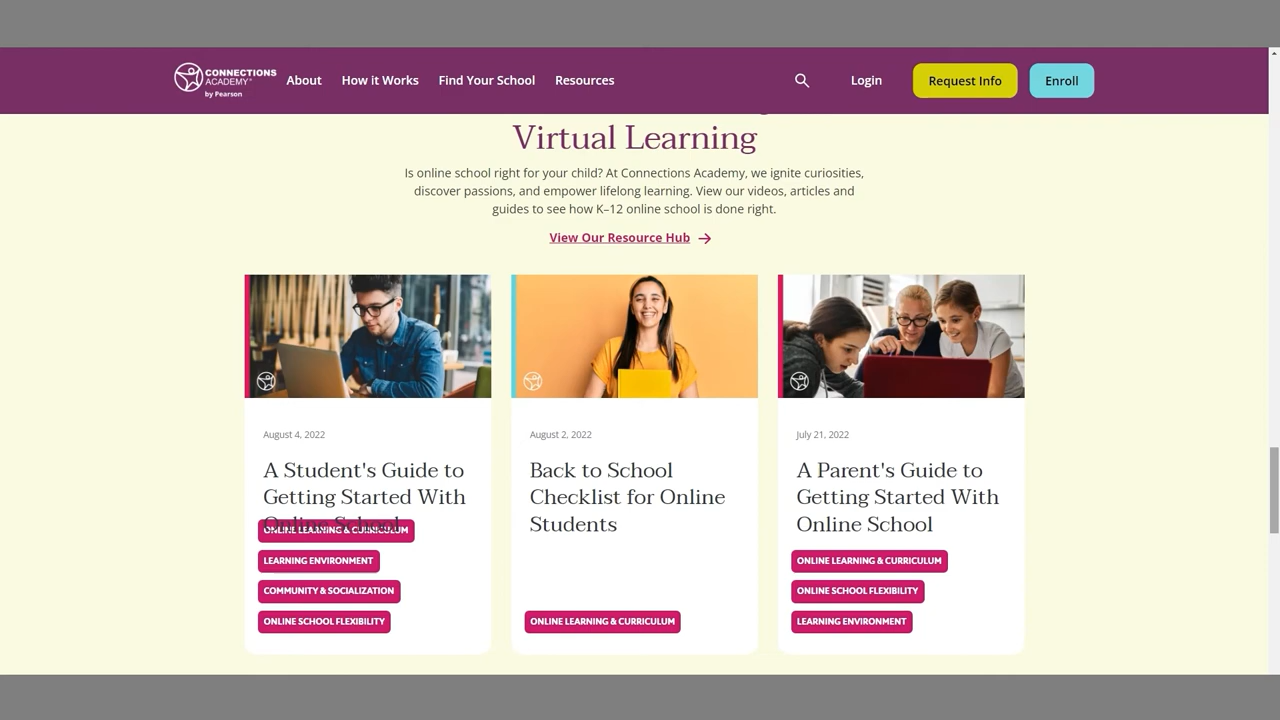 CONNECTIONS
ACADEMY
by Pearson
About
How it Works
Find Your School
Resources
Login
Request Info
Enroll
Virtual Learning
Is online school right for your child? At Connections Academy, we ignite curiosities,
discover passions, and empower lifelong learning. View our videos, articles and
guides to see how K–12 online school is done right.
View Our Resource Hub
August 4, 2022
A Student's Guide to
Getting Started With
Online School
ONLINE LEARNING & CURRICULUM
LEARNING ENVIRONMENT
COMMUNITY & SOCIALIZATION
ONLINE SCHOOL FLEXIBILITY
August 2, 2022
Back to School
Checklist for Online
Students
ONLINE LEARNING & CURRICULUM
July 21, 2022
A Parent's Guide to
Getting Started With
Online School
ONLINE LEARNING & CURRICULUM
ONLINE SCHOOL FLEXIBILITY
LEARNING ENVIRONMENT